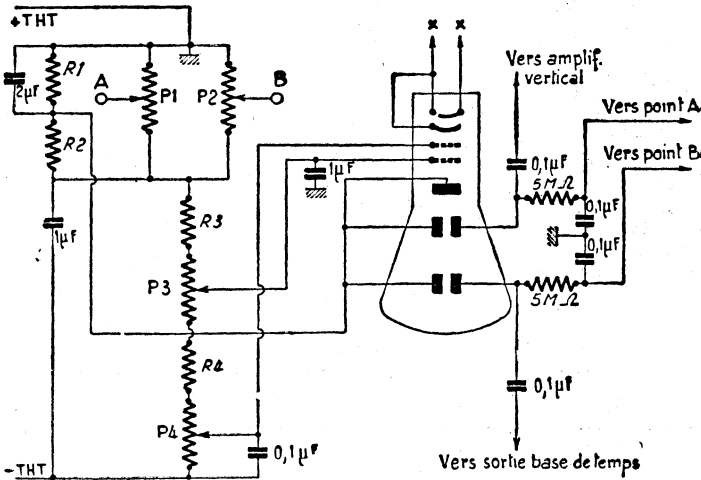 +THT
2µF
R1
R2
A
P1
P2
B
1µF
R3
P3
R4
P4
0,1µF
-THT
1µF
x
x
Vers amplif.
vertical
0,1µF
5MΩ
Vers point A
0,1µF
Vers point B
0,1µF
5MΩ
0,1µF
Vers sortie base de temps